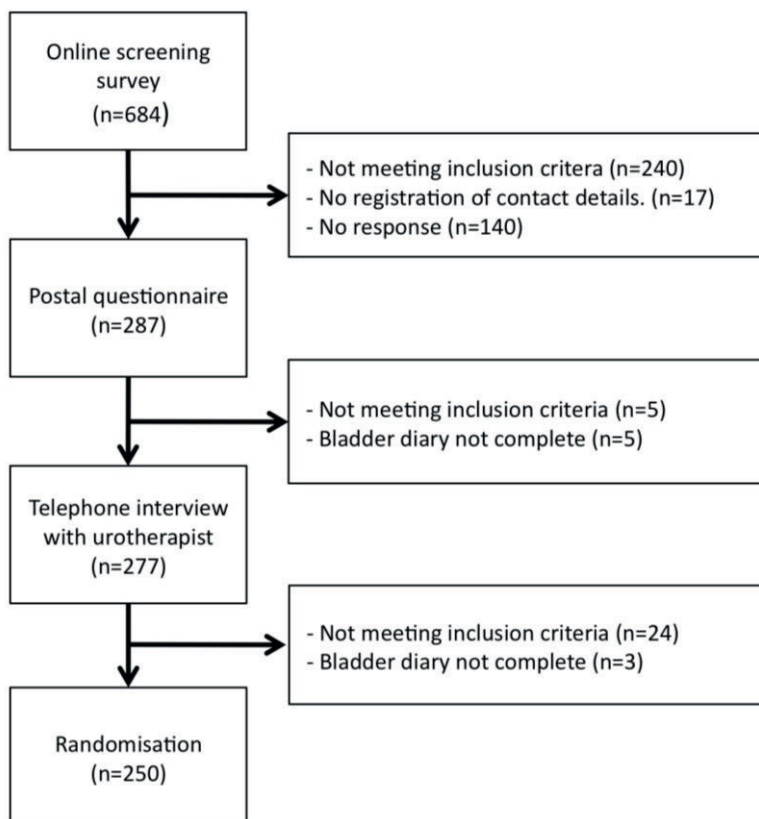 Online screening
survey
(n=684)
- Not meeting inclusion critera (n=240)
- No registration of contact details. (n=17)
- No response (n=140)
Postal questionnaire
(n=287)
- Not meeting inclusion criteria (n=5)
- Bladder diary not complete (n=5)
Telephone interview
with urotherapist
(n=277)
- Not meeting inclusion criteria (n=24)
- Bladder diary not complete (n=3)
Randomisation
(n=250)